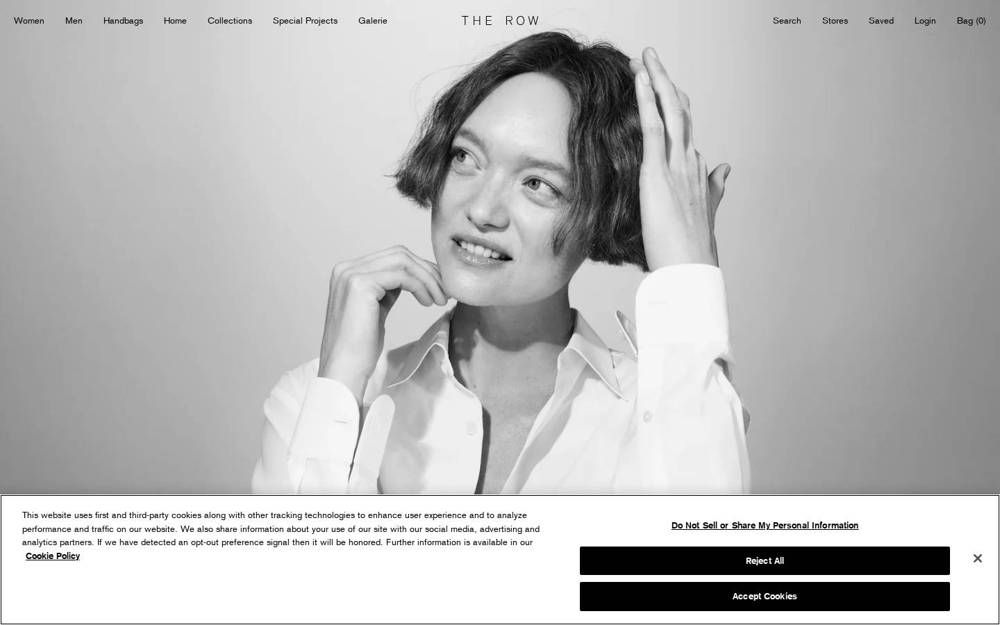 Women Men Handbags Home Collections Special Projects Galerie THE ROW Search Stores Saved Login Bag (0)
This website uses first and third-party cookies along with other tracking technologies to enhance user experience and to analyze
performance and traffic on our website. We also share information about your use of our site with our social media, advertising and
analytics partners. If we have detected an opt-out preference signal then it will be honored. Further information is available in our
Cookie Policy
Do Not Sell or Share My Personal Information
Reject All
Accept Cookies